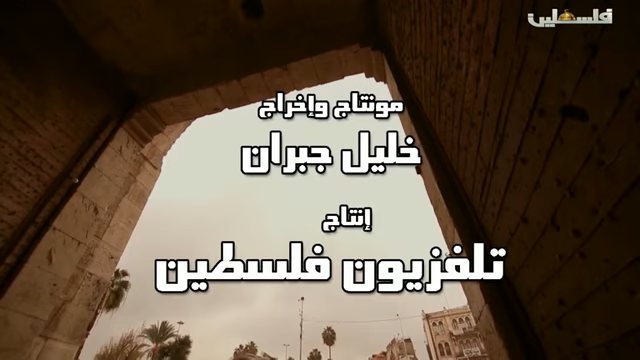 فلسطين
مونتاج وإخراج
خليل جبران
إنتاج
تلفزيون فلسطين